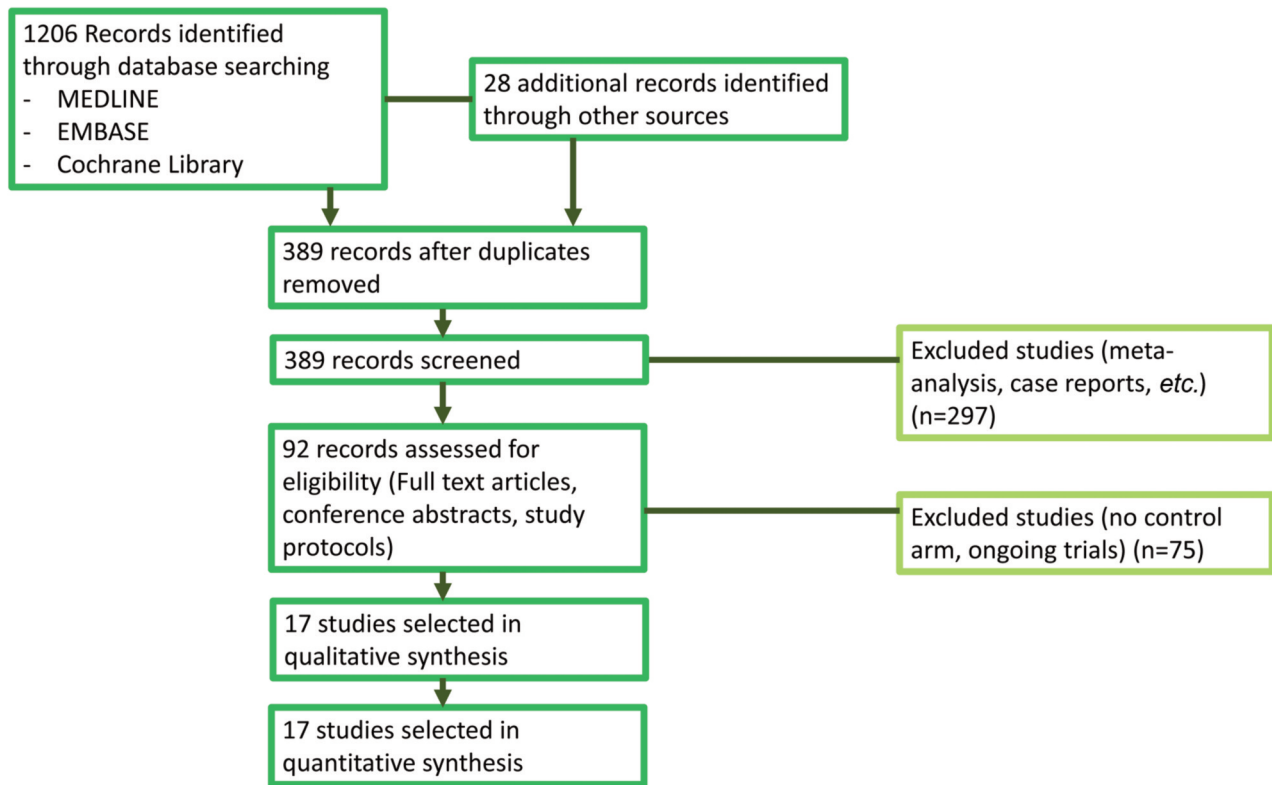 1206 Records identified
through database searching
- MEDLINE
- EMBASE
- Cochrane Library
28 additional records identified
through other sources
389 records after duplicates
removed
389 records screened
Excluded studies (meta-
analysis, case reports, etc.)
(n=297)
92 records assessed for
eligibility (Full text articles,
conference abstracts, study
protocols)
Excluded studies (no control
arm, ongoing trials) (n=75)
17 studies selected in
qualitative synthesis
17 studies selected in
quantitative synthesis